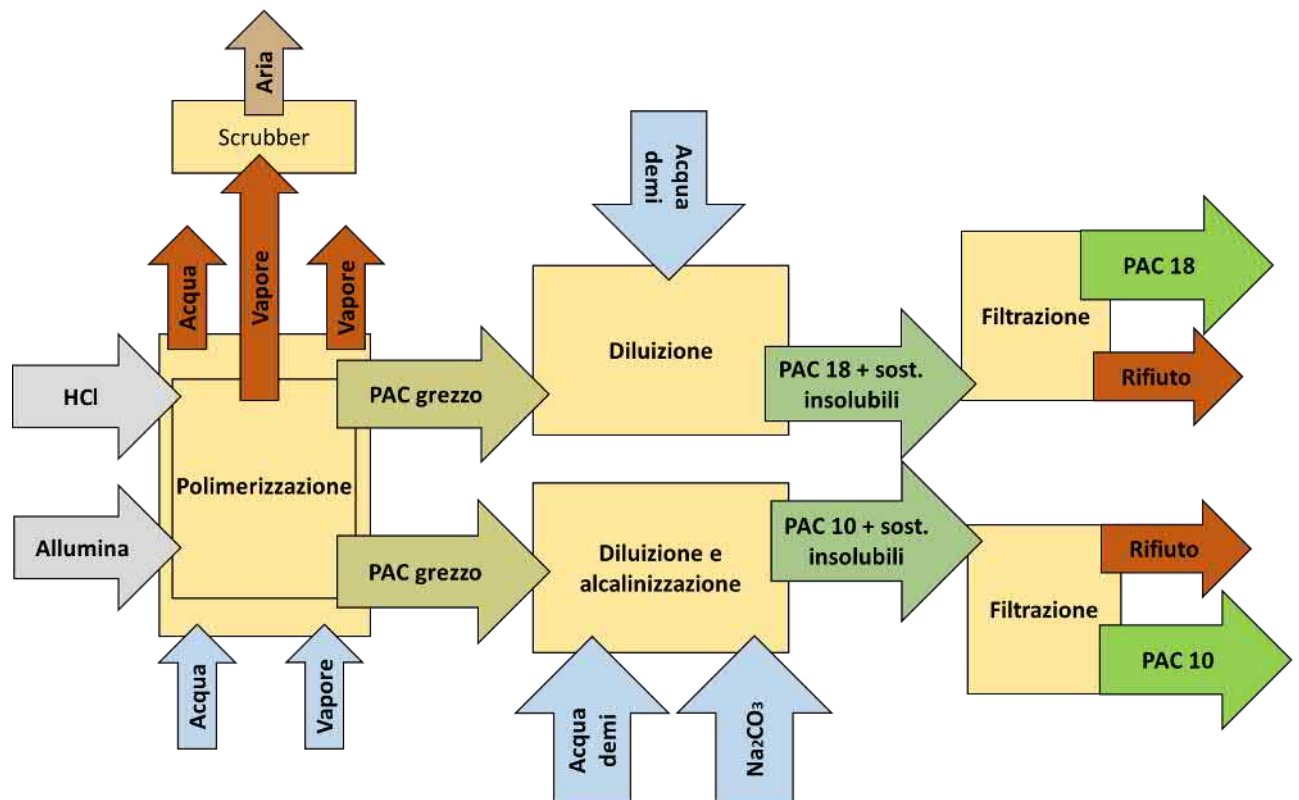 Aria
Scrubber
Acqua
Vapore
Vapore
Acqua
demi
HCl
Allumina
Polimerizzazione
Acqua
Vapore
PAC grezzo
PAC grezzo
Diluizione
Diluizione e
alcalinizzazione
Acqua
demi
Na₂CO₃
PAC 18 + sost.
insolubili
PAC 10 + sost.
insolubili
Filtrazione
PAC 18
Rifiuto
Filtrazione
Rifiuto
PAC 10